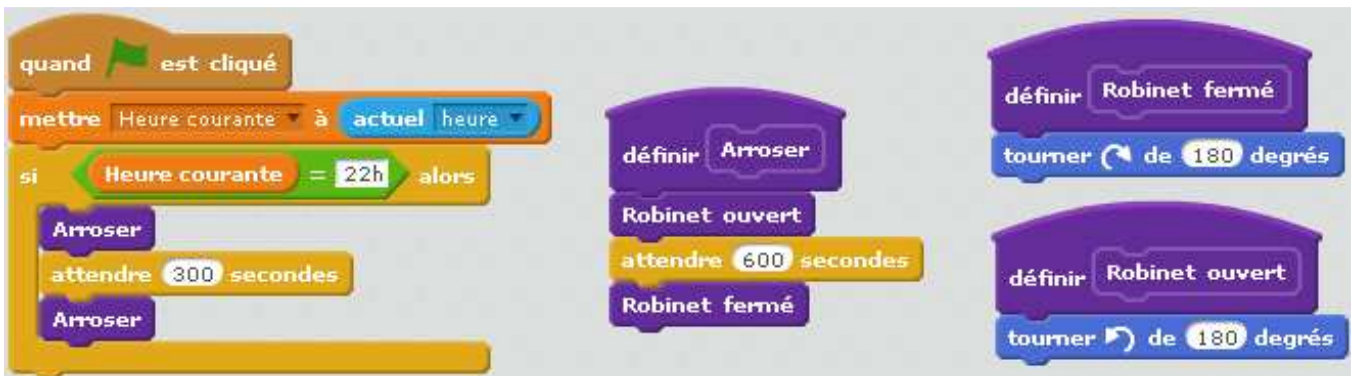 quand est cliqué
mettre Heure courante à actuel heure
si Heure courante = 22h alors
Arroser
attendre 300 secondes
Arroser
définir Arroser
Robinet ouvert
attendre 600 secondes
Robinet fermé
définir Robinet fermé
tourner de 180 degrés
définir Robinet ouvert
tourner de 180 degrés